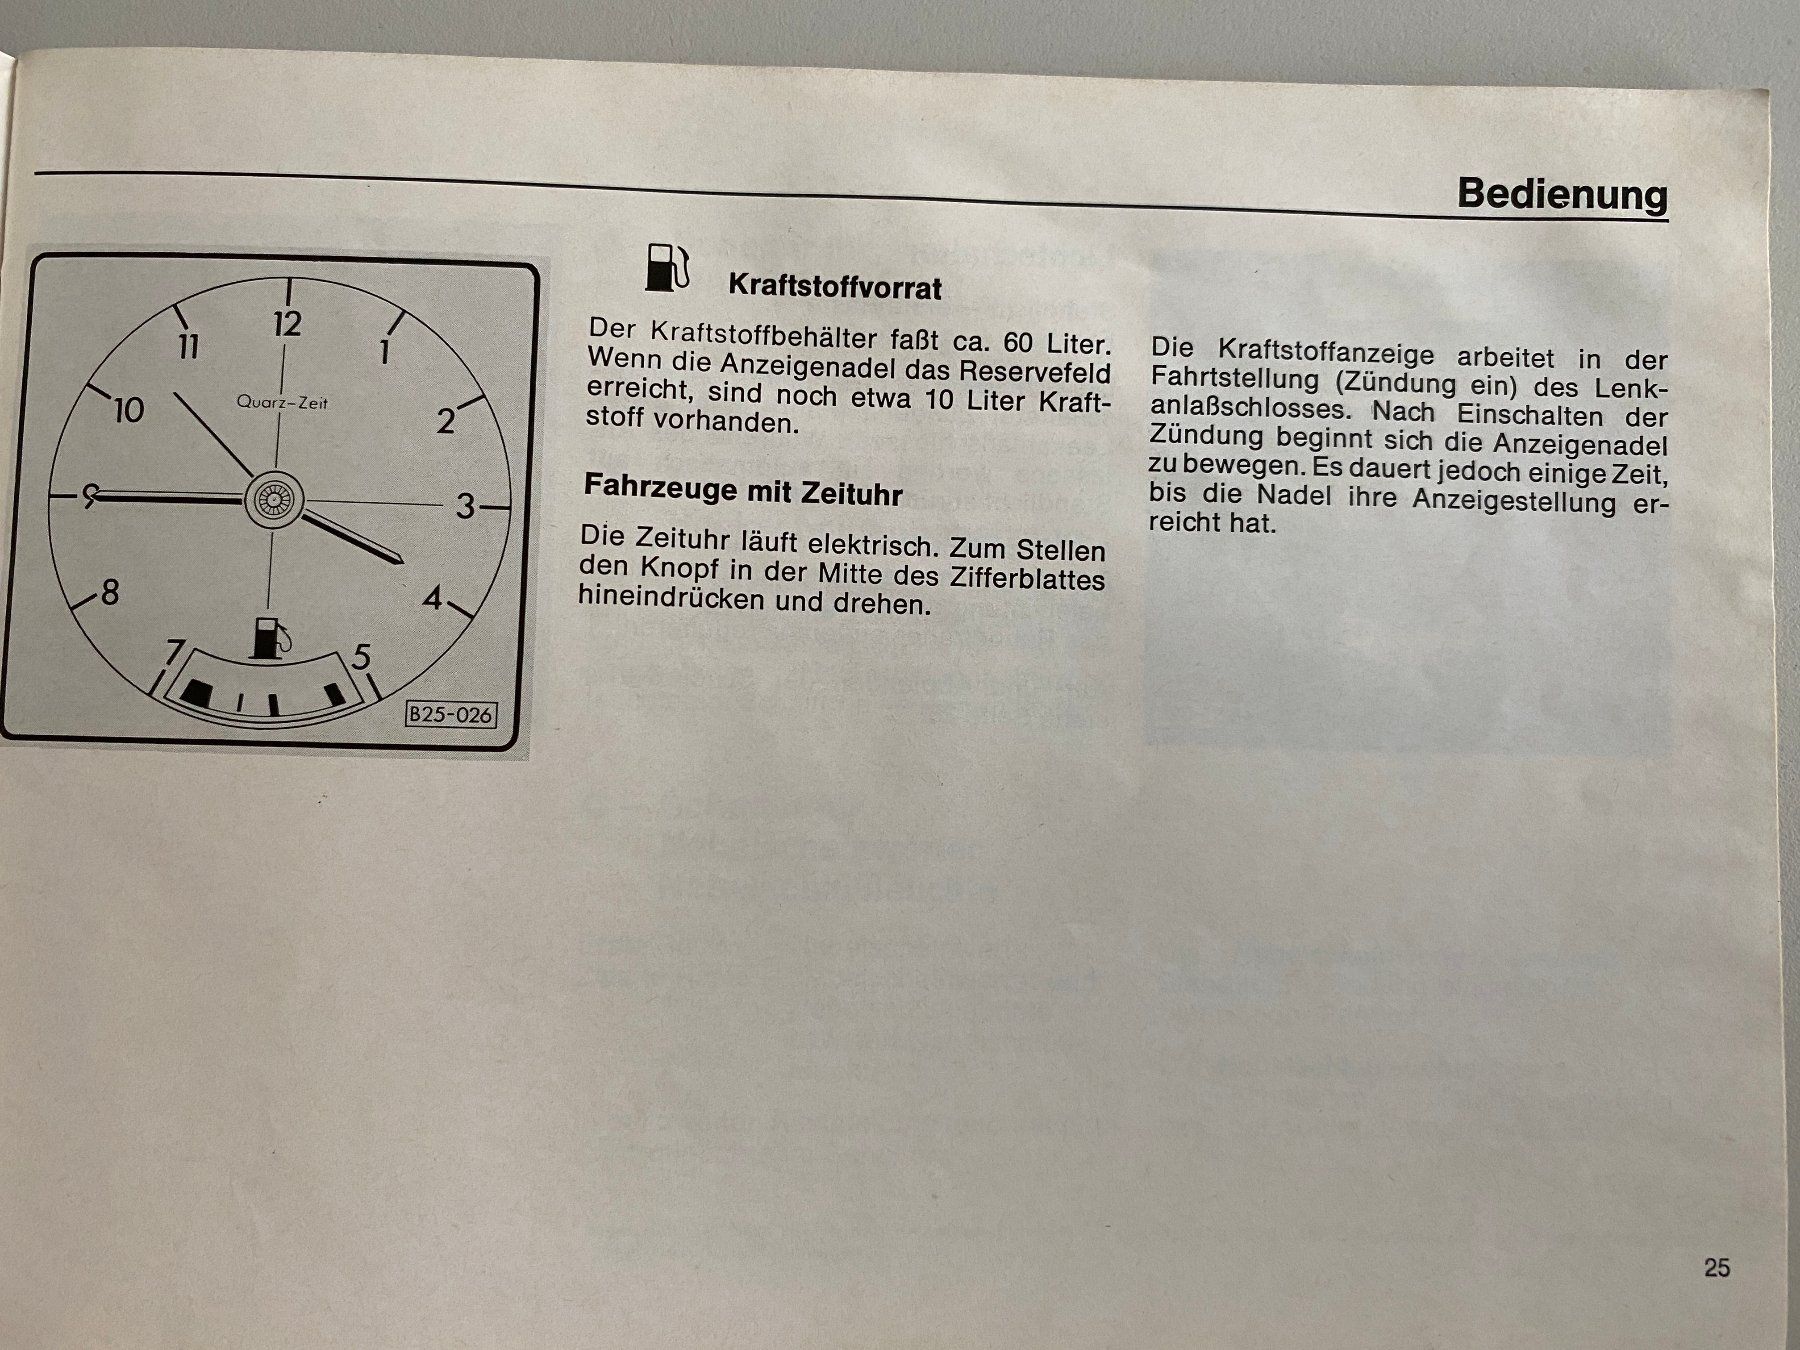 Bedienung
12
11
1
10
Quarz-Zeit
2
9
3
8
4
7
5
B25-026
Kraftstoffvorrat
Der Kraftstoffbehälter faßt ca. 60 Liter.
Wenn die Anzeigenadel das Reservefeld
erreicht, sind noch etwa 10 Liter Kraft-
stoff vorhanden.
Fahrzeuge mit Zeituhr
Die Zeituhr läuft elektrisch. Zum Stellen
den Knopf in der Mitte des Zifferblattes
hineindrücken und drehen.
Die Kraftstoffanzeige arbeitet in der
Fahrtstellung (Zündung ein) des Lenk-
anlaßschlosses. Nach Einschalten der
Zündung beginnt sich die Anzeigenadel
zu bewegen. Es dauert jedoch einige Zeit,
bis die Nadel ihre Anzeigestellung er-
reicht hat.
25